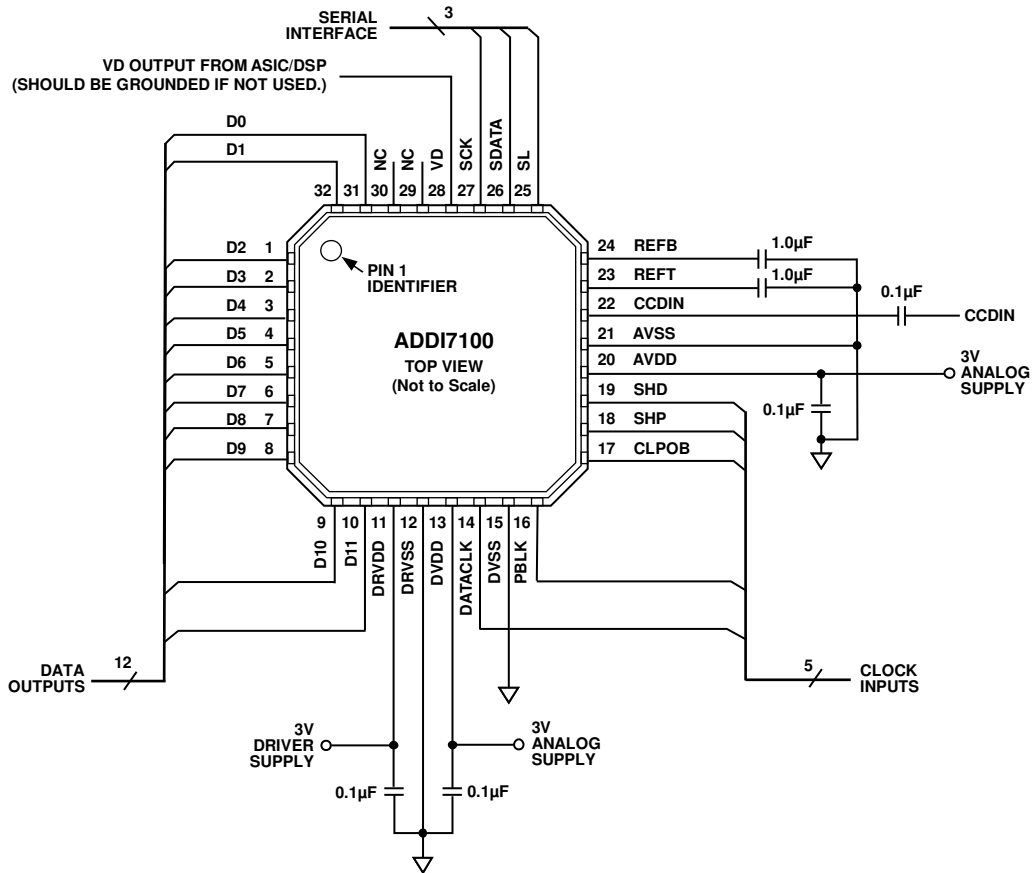 SERIAL
INTERFACE
3
VD OUTPUT FROM ASIC/DSP
(SHOULD BE GROUNDED IF NOT USED.)
D0
D1
NC
NC
VD
SCK
SDATA
SL
32 31 30 29 28 27 26 25
D2 1
D3 2
D4 3
D5 4
D6 5
D7 6
D8 7
D9 8
PIN 1
IDENTIFIER
ADDI7100
TOP VIEW
(Not to Scale)
24 REFB
23 REFT
22 CCDIN
21 AVSS
20 AVDD
19 SHD
18 SHP
17 CLPOB
1.0µF
1.0µF
0.1µF
CCDIN
3V
ANALOG
SUPPLY
0.1µF
9 10 11 12 13 14 15 16
D10
D11
DRVDD
DRVSS
DVDD
DATACLK
DVSS
PBLK
DATA
OUTPUTS
12
5
CLOCK
INPUTS
3V
DRIVER
SUPPLY
3V
ANALOG
SUPPLY
0.1µF
0.1µF